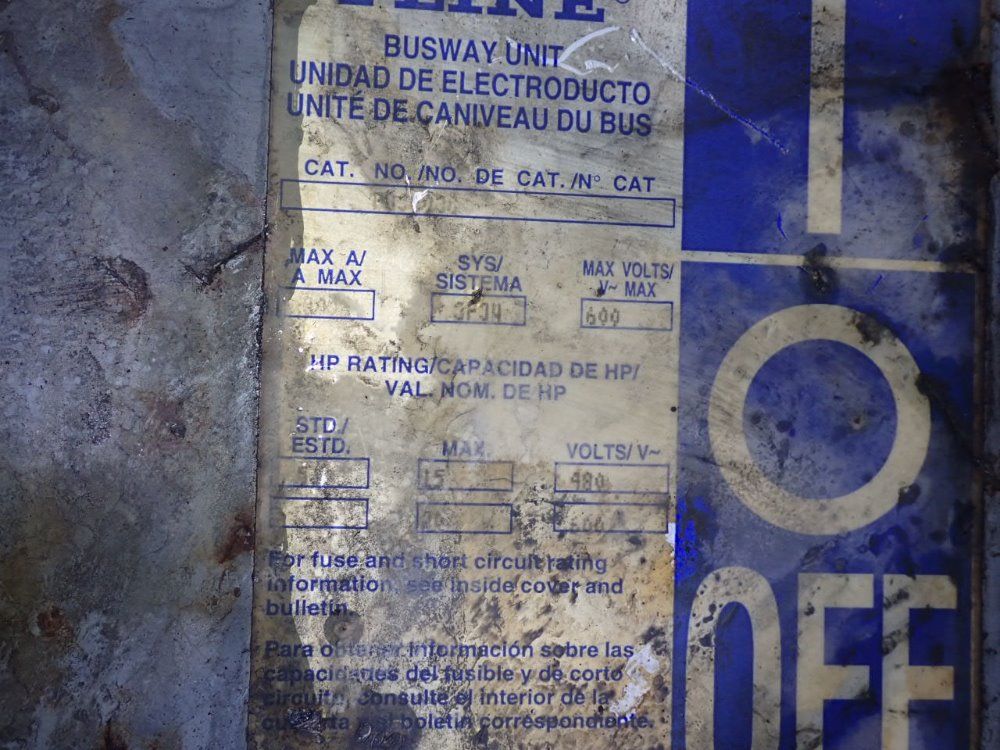 BUSWAY UNIT
UNIDAD DE ELECTRODUCTO
UNITÉ DE CANIVEAU DU BUS
CAT. NO./NO. DE CAT./N° CAT
MAX A/
A MAX
SYS/
SISTEMA
3F3W
MAX VOLTS/
V~ MAX
600
HP RATING/CAPACIDAD DE HP/
VAL. NOM. DE HP
STD./
ESTD.
MAX.
VOLTS/ V~
15 480
600
For fuse and short circuit rating
information, see inside cover and
bulletin.
Para obtener información sobre las
capacidades del fusible y de corto
circuito, consulte el interior de la
cubierta y el boletín correspondiente.
I
O
OFF